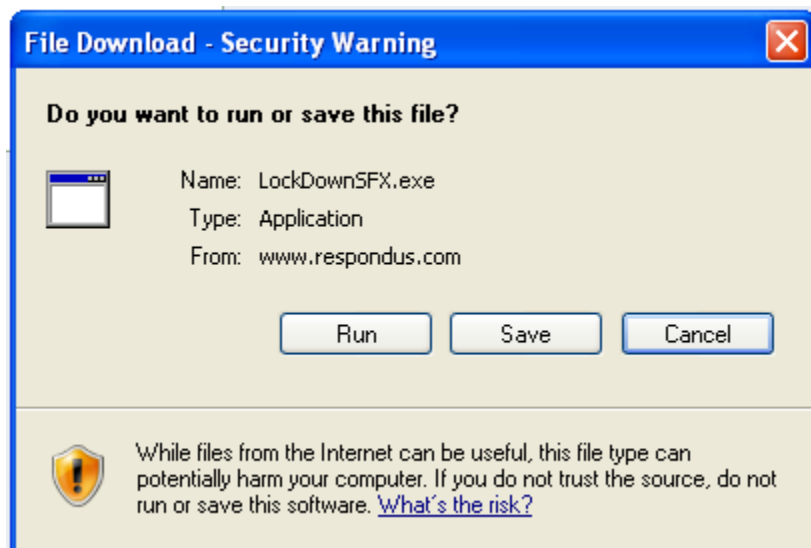 File Download - Security Warning
Do you want to run or save this file?
Name: LockDownSFX.exe
Type: Application
From: www.respondus.com
Run Save Cancel
While files from the Internet can be useful, this file type can
potentially harm your computer. If you do not trust the source, do not
run or save this software. What's the risk?